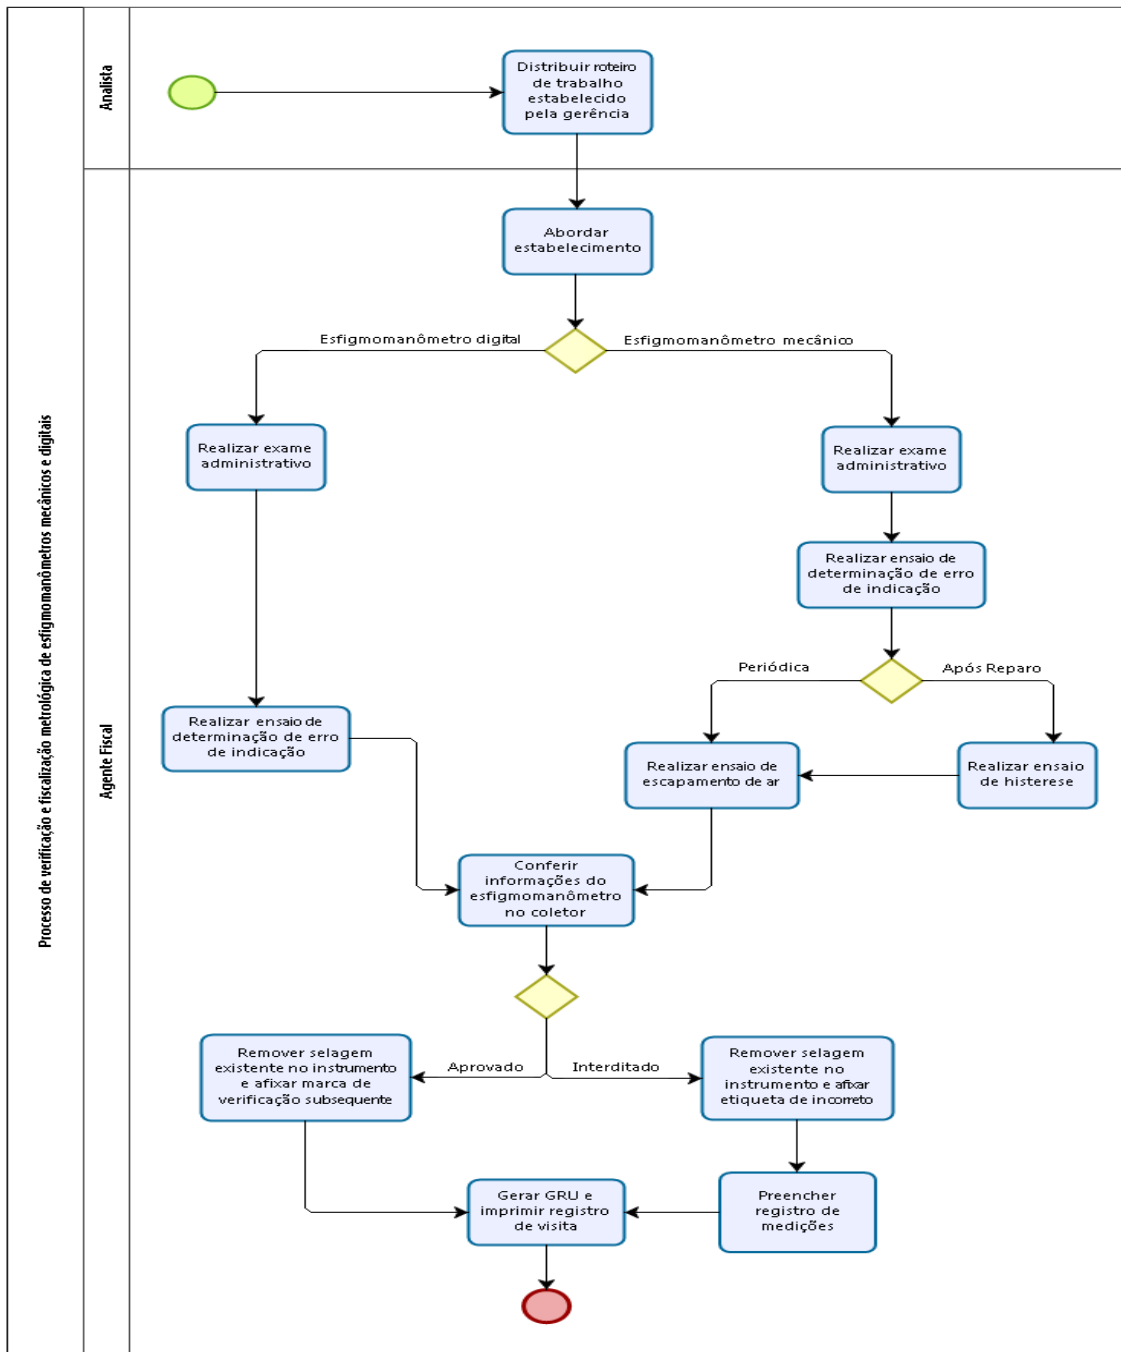 Processo de verificação e fiscalização metrológica de esfigmomanômetros mecânicos e digitais
Analista
Distribuir roteiro
de trabalho
estabelecido
pela gerência
Agente Fiscal
Abordar
estabelecimento
Esfigmomanômetro digital
Esfigmomanômetro mecânico
Realizar exame
administrativo
Realizar exame
administrativo
Realizar ensaio de
determinação de erro
de indicação
Periódica
Após Reparo
Realizar ensaio de
determinação de erro
de indicação
Realizar ensaio de
escapamento de ar
Realizar ensaio
de histerese
Conferir
informações do
esfigmomanômetro
no coletor
Aprovado
Interditado
Remover selagem
existente no instrumento
e afixar marca de
verificação subsequente
Remover selagem
existente no
instrumento e afixar
etiqueta de incorreto
Gerar GRU e
imprimir registro
de visita
Preencher
registro de
medições